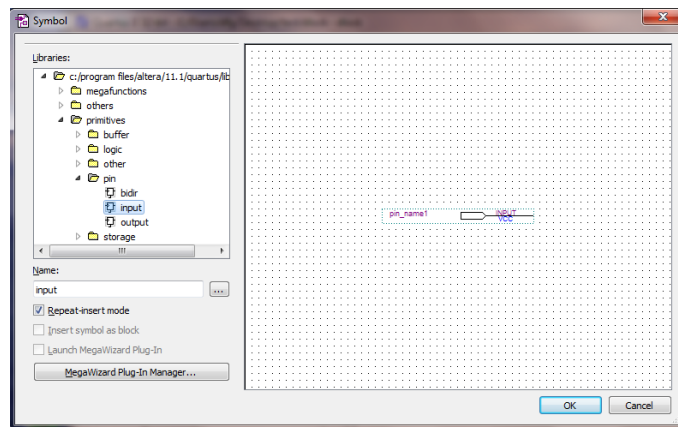 Symbol
Libraries:
c:/program files/altera/11.1/quartus/lib
megafunctions
others
primitives
buffer
logic
other
pin
bidir
input
output
storage
pin_name1
INPUT
VCC
Name:
input
...
Repeat-insert mode
Insert symbol as block
Launch MegaWizard Plug-In
MegaWizard Plug-In Manager...
OK
Cancel